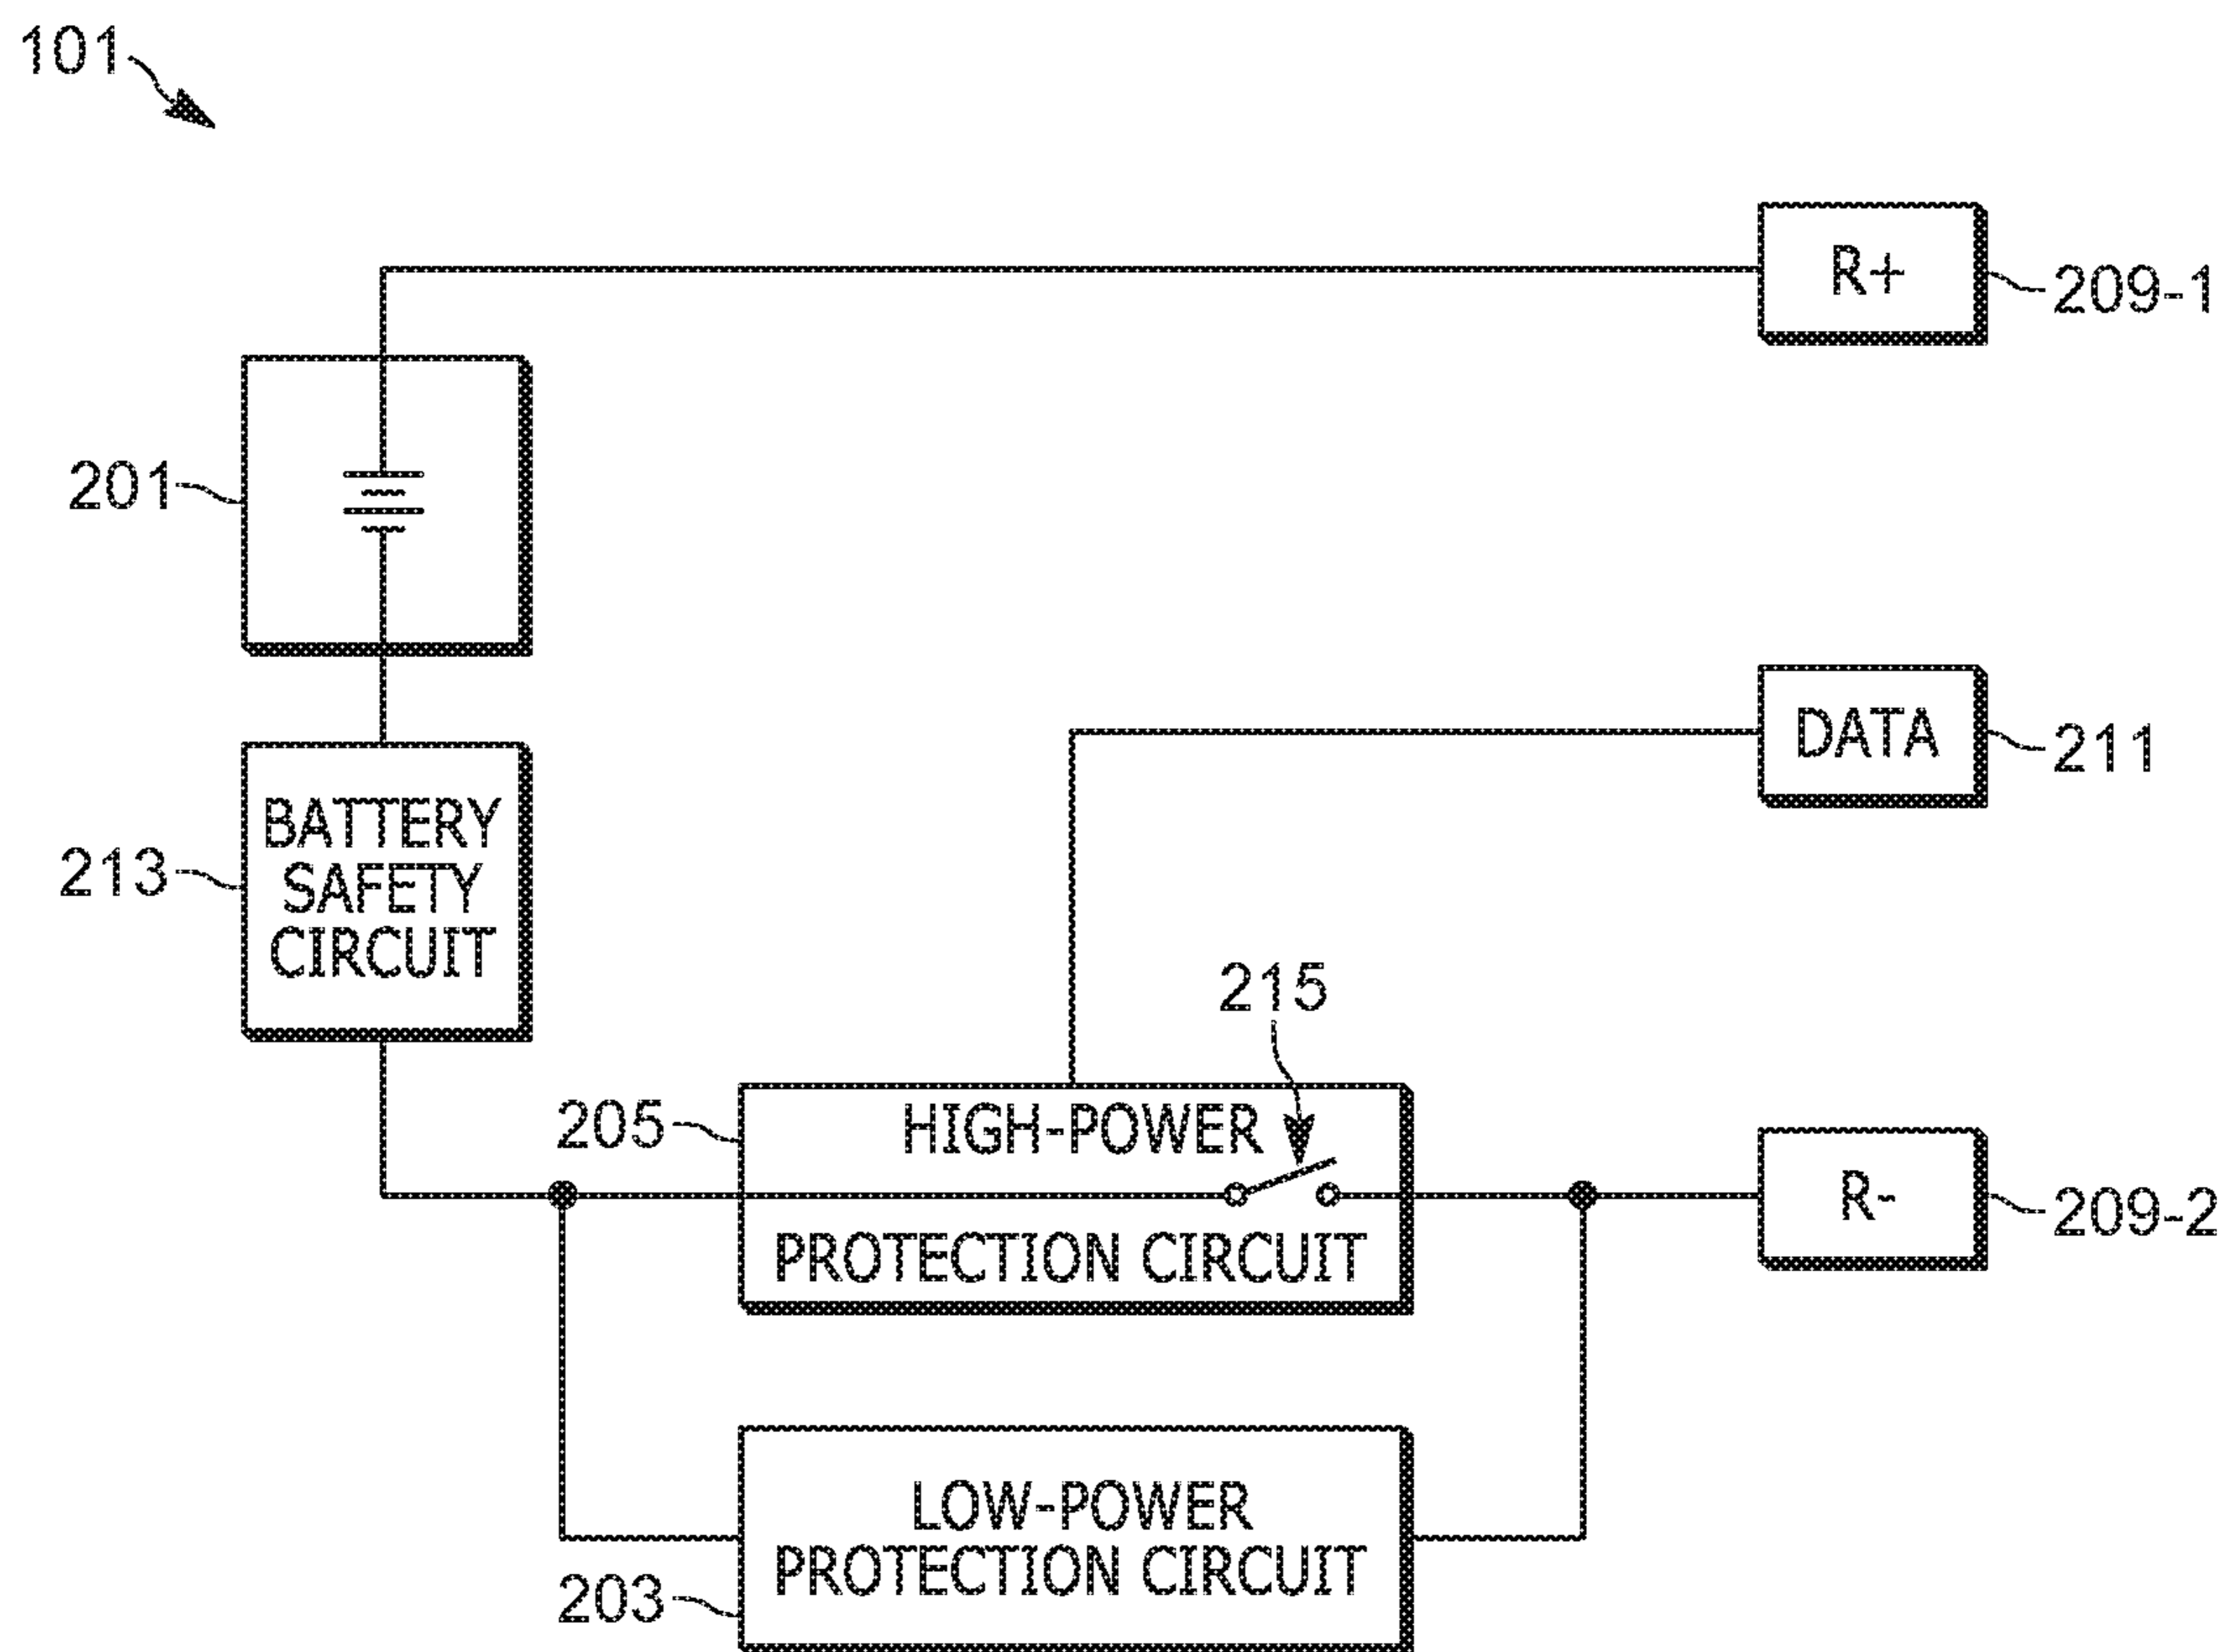 101
R+
209-1
201
DATA
211
BATTERY
SAFETY
CIRCUIT
213
215
205
HIGH-POWER
PROTECTION CIRCUIT
R-
209-2
LOW-POWER
PROTECTION CIRCUIT
203